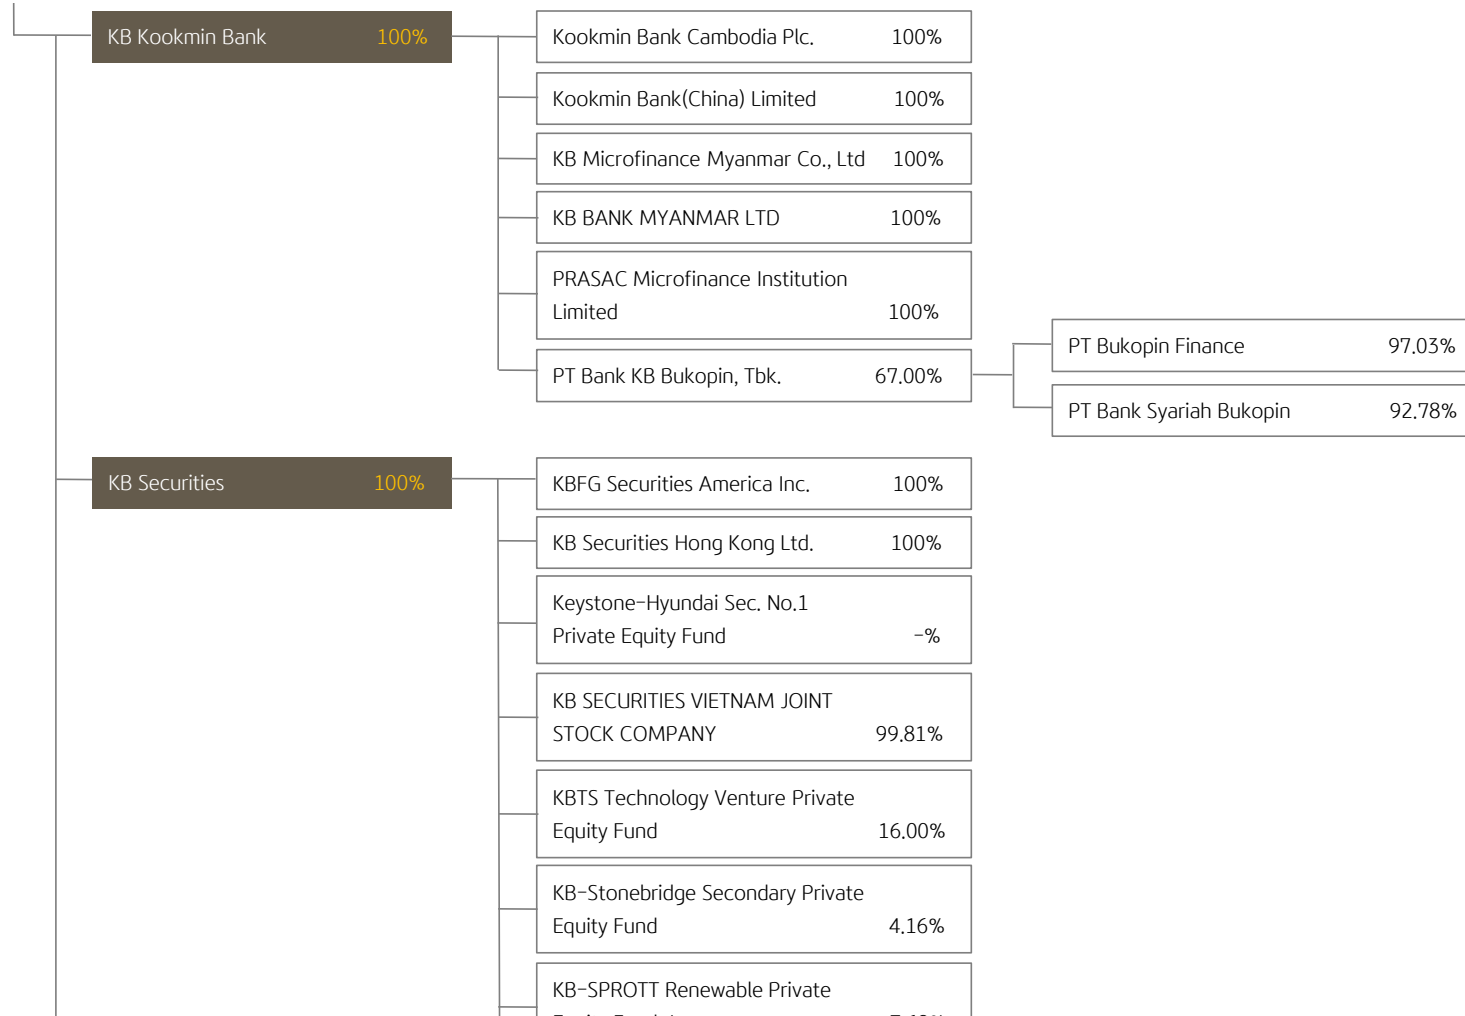 KB Kookmin Bank 100%
Kookmin Bank Cambodia Plc. 100%
Kookmin Bank(China) Limited 100%
KB Microfinance Myanmar Co., Ltd 100%
KB BANK MYANMAR LTD 100%
PRASAC Microfinance Institution
Limited 100%
PT Bank KB Bukopin, Tbk. 67.00%
PT Bukopin Finance 97.03%
PT Bank Syariah Bukopin 92.78%
KB Securities 100%
KBFG Securities America Inc. 100%
KB Securities Hong Kong Ltd. 100%
Keystone-Hyundai Sec. No.1
Private Equity Fund -%
KB SECURITIES VIETNAM JOINT
STOCK COMPANY 99.81%
KBTS Technology Venture Private
Equity Fund 16.00%
KB-Stonebridge Secondary Private
Equity Fund 4.16%
KB-SPROTT Renewable Private